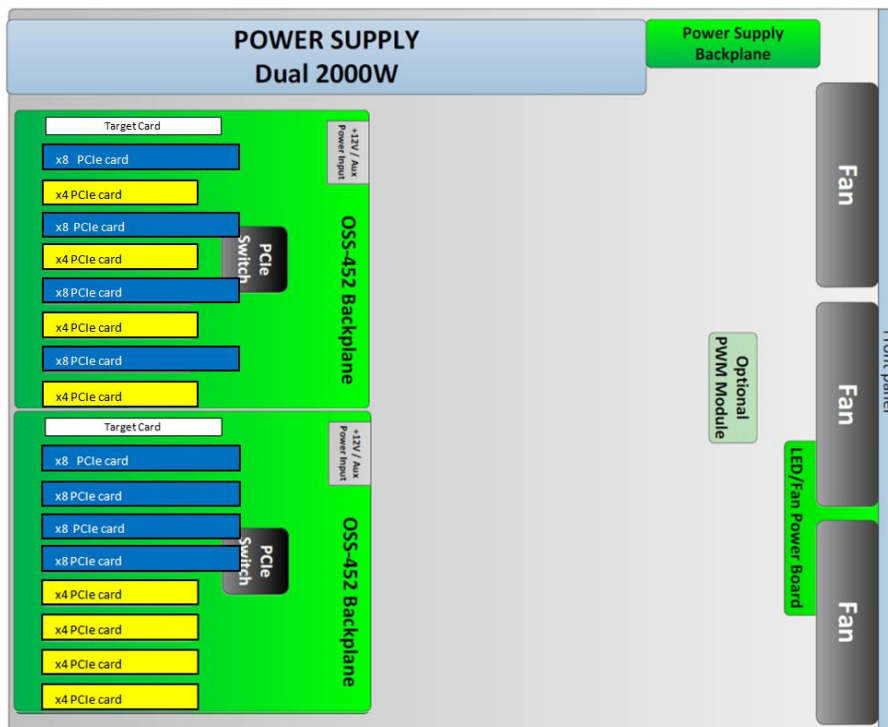 POWER SUPPLY
Dual 2000W
Power Supply
Backplane
Target Card
+12V / Aux
Power Input
x8 PCIe card
x4 PCIe card
x8 PCIe card
x4 PCIe card
x8 PCIe card
x4 PCIe card
x8 PCIe card
x4 PCIe card
PCIe
Switch
OSS-452 Backplane
Target Card
+12V / Aux
Power Input
x8 PCIe card
x8 PCIe card
x8 PCIe card
x8 PCIe card
x4 PCIe card
x4 PCIe card
x4 PCIe card
x4 PCIe card
PCIe
Switch
OSS-452 Backplane
Optional
PWM Module
LED/Fan Power Board
Fan
Fan
Fan
Front panel